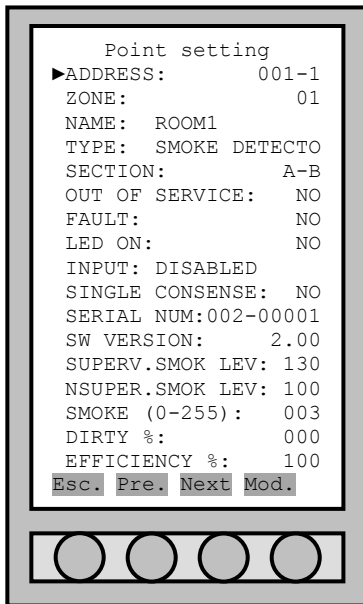 Point setting
►ADDRESS: 001-1
ZONE: 01
NAME: ROOM1
TYPE: SMOKE DETECTO
SECTION: A-B
OUT OF SERVICE: NO
FAULT: NO
LED ON: NO
INPUT: DISABLED
SINGLE CONSENSE: NO
SERIAL NUM:002-00001
SW VERSION: 2.00
SUPERV.SMOK LEV: 130
NSUPER.SMOK LEV: 100
SMOKE (0-255): 003
DIRTY %: 000
EFFICIENCY %: 100
Esc. Pre. Next Mod.